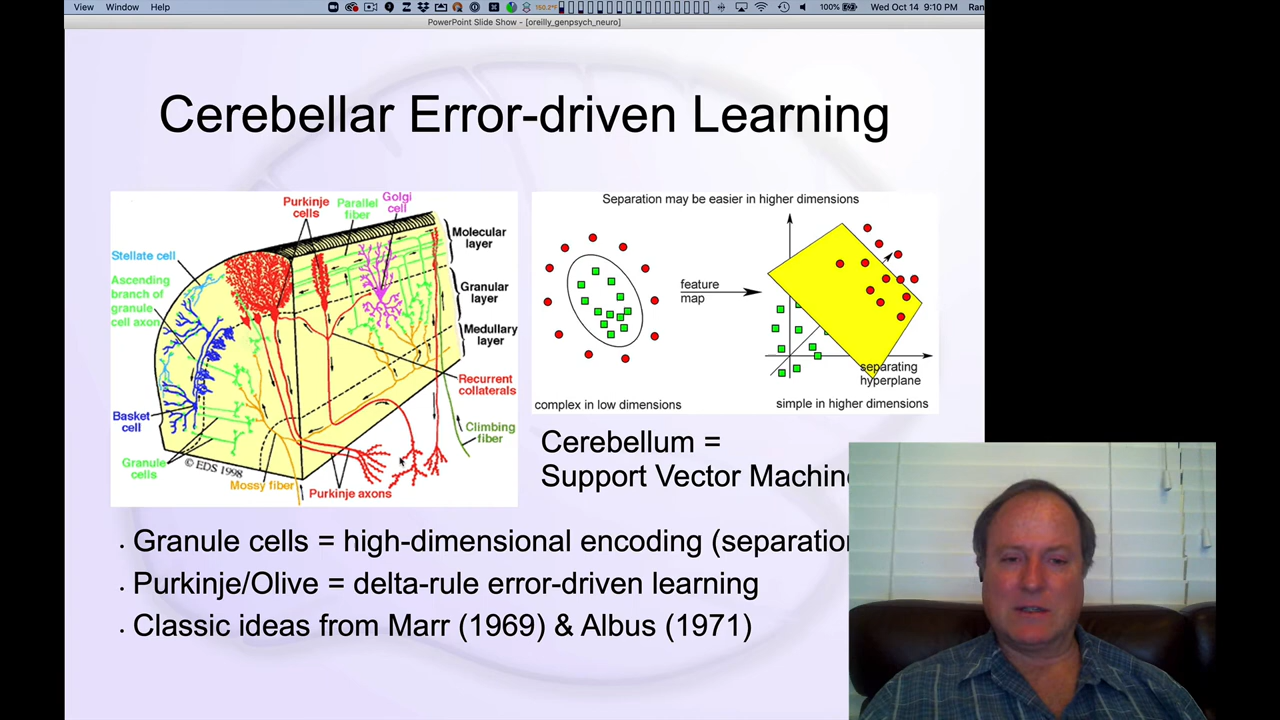 View Window Help 150.2°F 100% Wed Oct 14 9:10 PM Ran
PowerPoint Slide Show - [oreilly_genpsych_neuro]
Cerebellar Error-driven Learning
Purkinje
cells
Parallel
fiber
Golgi
cell
Molecular
layer
Stellate cell
Ascending
branch of
granule
cell axon
Granular
layer
Medullary
layer
Recurrent
collaterals
Basket
cell
Climbing
fiber
Granule
cells
© EDS 1998
Mossy fiber
Purkinje axons
Separation may be easier in higher dimensions
feature
map
separating
hyperplane
complex in low dimensions
simple in higher dimensions
Cerebellum =
Support Vector Machin
· Granule cells = high-dimensional encoding (separation
· Purkinje/Olive = delta-rule error-driven learning
· Classic ideas from Marr (1969) & Albus (1971)